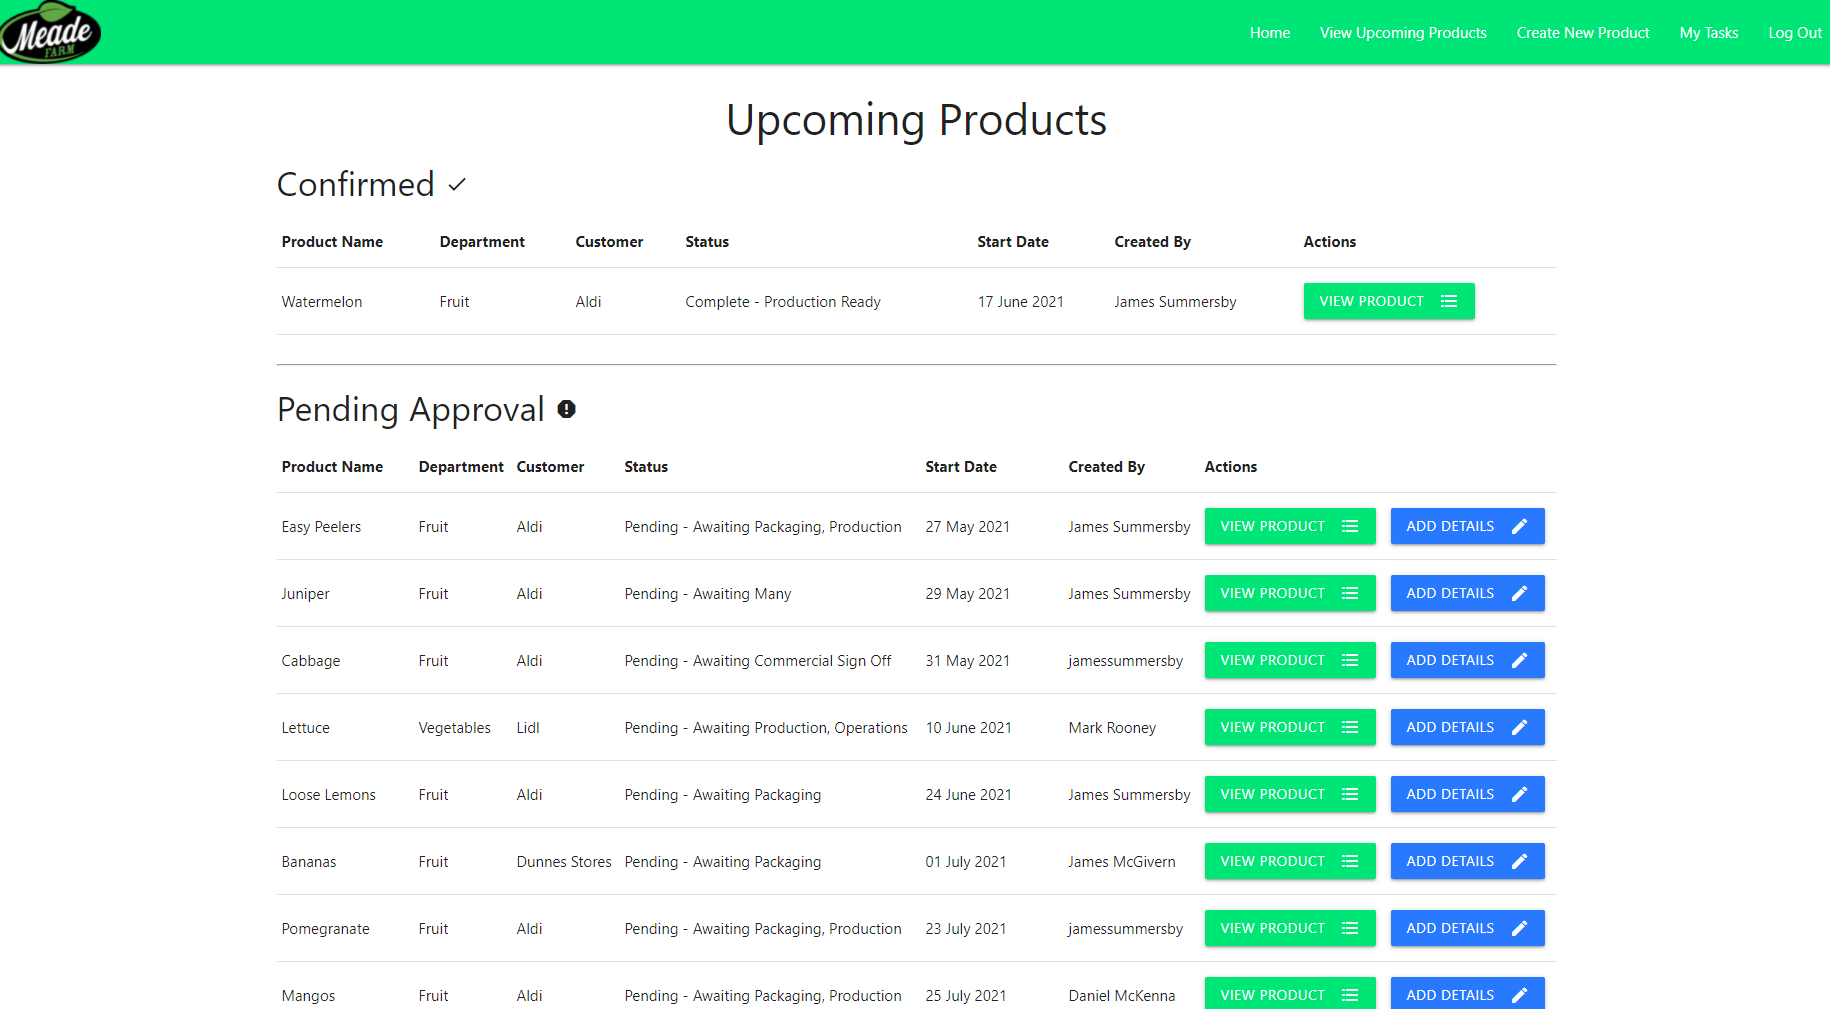 Meade
FARM
Home View Upcoming Products Create New Product My Tasks Log Out
Upcoming Products
Confirmed
Product Name Department Customer Status Start Date Created By Actions
Watermelon Fruit Aldi Complete - Production Ready 17 June 2021 James Summersby VIEW PRODUCT
Pending Approval
Product Name Department Customer Status Start Date Created By Actions
Easy Peelers Fruit Aldi Pending - Awaiting Packaging, Production 27 May 2021 James Summersby VIEW PRODUCT ADD DETAILS
Juniper Fruit Aldi Pending - Awaiting Many 29 May 2021 James Summersby VIEW PRODUCT ADD DETAILS
Cabbage Fruit Aldi Pending - Awaiting Commercial Sign Off 31 May 2021 jamessummersby VIEW PRODUCT ADD DETAILS
Lettuce Vegetables Lidl Pending - Awaiting Production, Operations 10 June 2021 Mark Rooney VIEW PRODUCT ADD DETAILS
Loose Lemons Fruit Aldi Pending - Awaiting Packaging 24 June 2021 James Summersby VIEW PRODUCT ADD DETAILS
Bananas Fruit Dunnes Stores Pending - Awaiting Packaging 01 July 2021 James McGivern VIEW PRODUCT ADD DETAILS
Pomegranate Fruit Aldi Pending - Awaiting Packaging, Production 23 July 2021 jamessummersby VIEW PRODUCT ADD DETAILS
Mangos Fruit Aldi Pending - Awaiting Packaging, Production 25 July 2021 Daniel McKenna VIEW PRODUCT ADD DETAILS